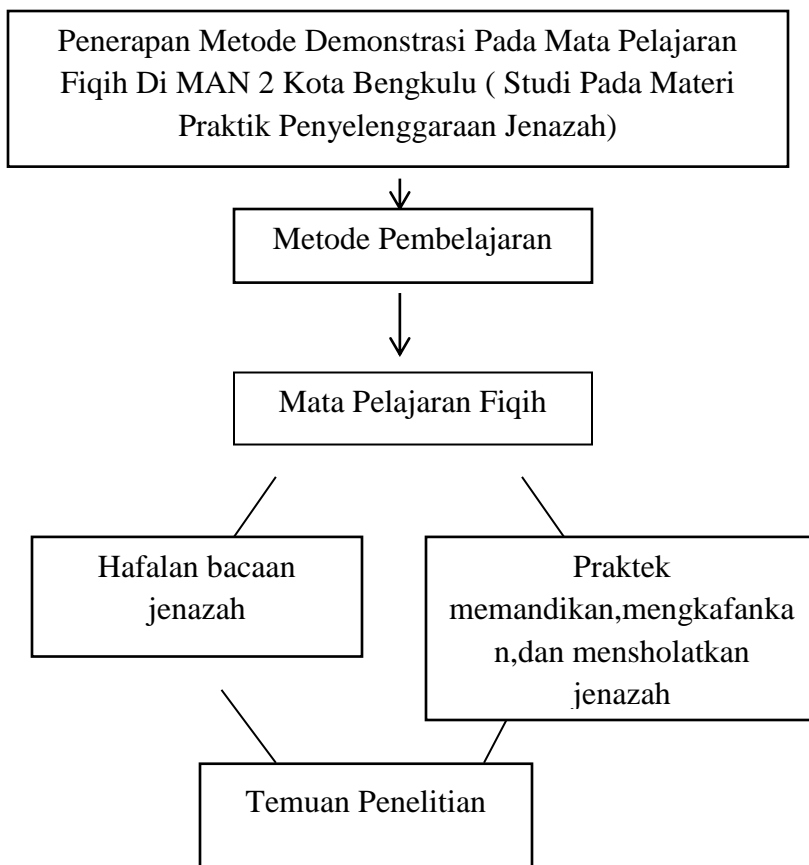 Penerapan Metode Demonstrasi Pada Mata Pelajaran
Fiqih Di MAN 2 Kota Bengkulu ( Studi Pada Materi
Praktik Penyelenggaraan Jenazah)
Metode Pembelajaran
Mata Pelajaran Fiqih
Hafalan bacaan
jenazah
Praktek
memandikan,mengkafanka
n,dan mensholatkan
jenazah
Temuan Penelitian